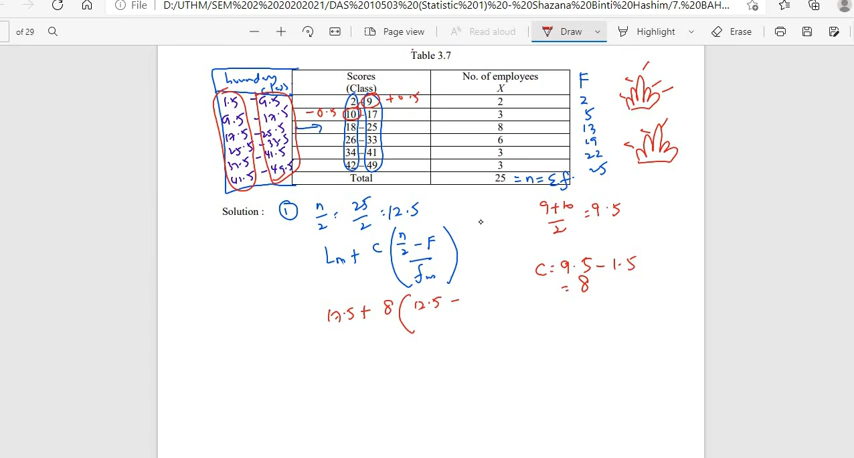 File | D:/UTHM/SEM%202%20202021/DAS%2010503%20(Statistic%201)%20-%20Shazana%20Binti%20Hashim/7.%20BAH...
of 29
Page view
Read aloud
Draw
Highlight
Erase
Table 3.7
boundary
class
1.5 - 9.5
9.5 - 17.5
17.5 - 25.5
25.5 - 33.5
33.5 - 41.5
41.5 - 49.5
Scores
(Class)
No. of employees
X
F
2 - 9 +0.5 2 2
-0.5 10 - 17 3 5
18 - 25 8 13
26 - 33 6 19
34 - 41 3 22
42 - 49 3 25
Total 25 = n = Σf.
Solution : 1 n/2 = 25/2 = 12.5
Lm + C ( n/2 - F / fm )
17.5 + 8 ( 12.5 -
9+10/2 = 9.5
C = 9.5 - 1.5
= 8